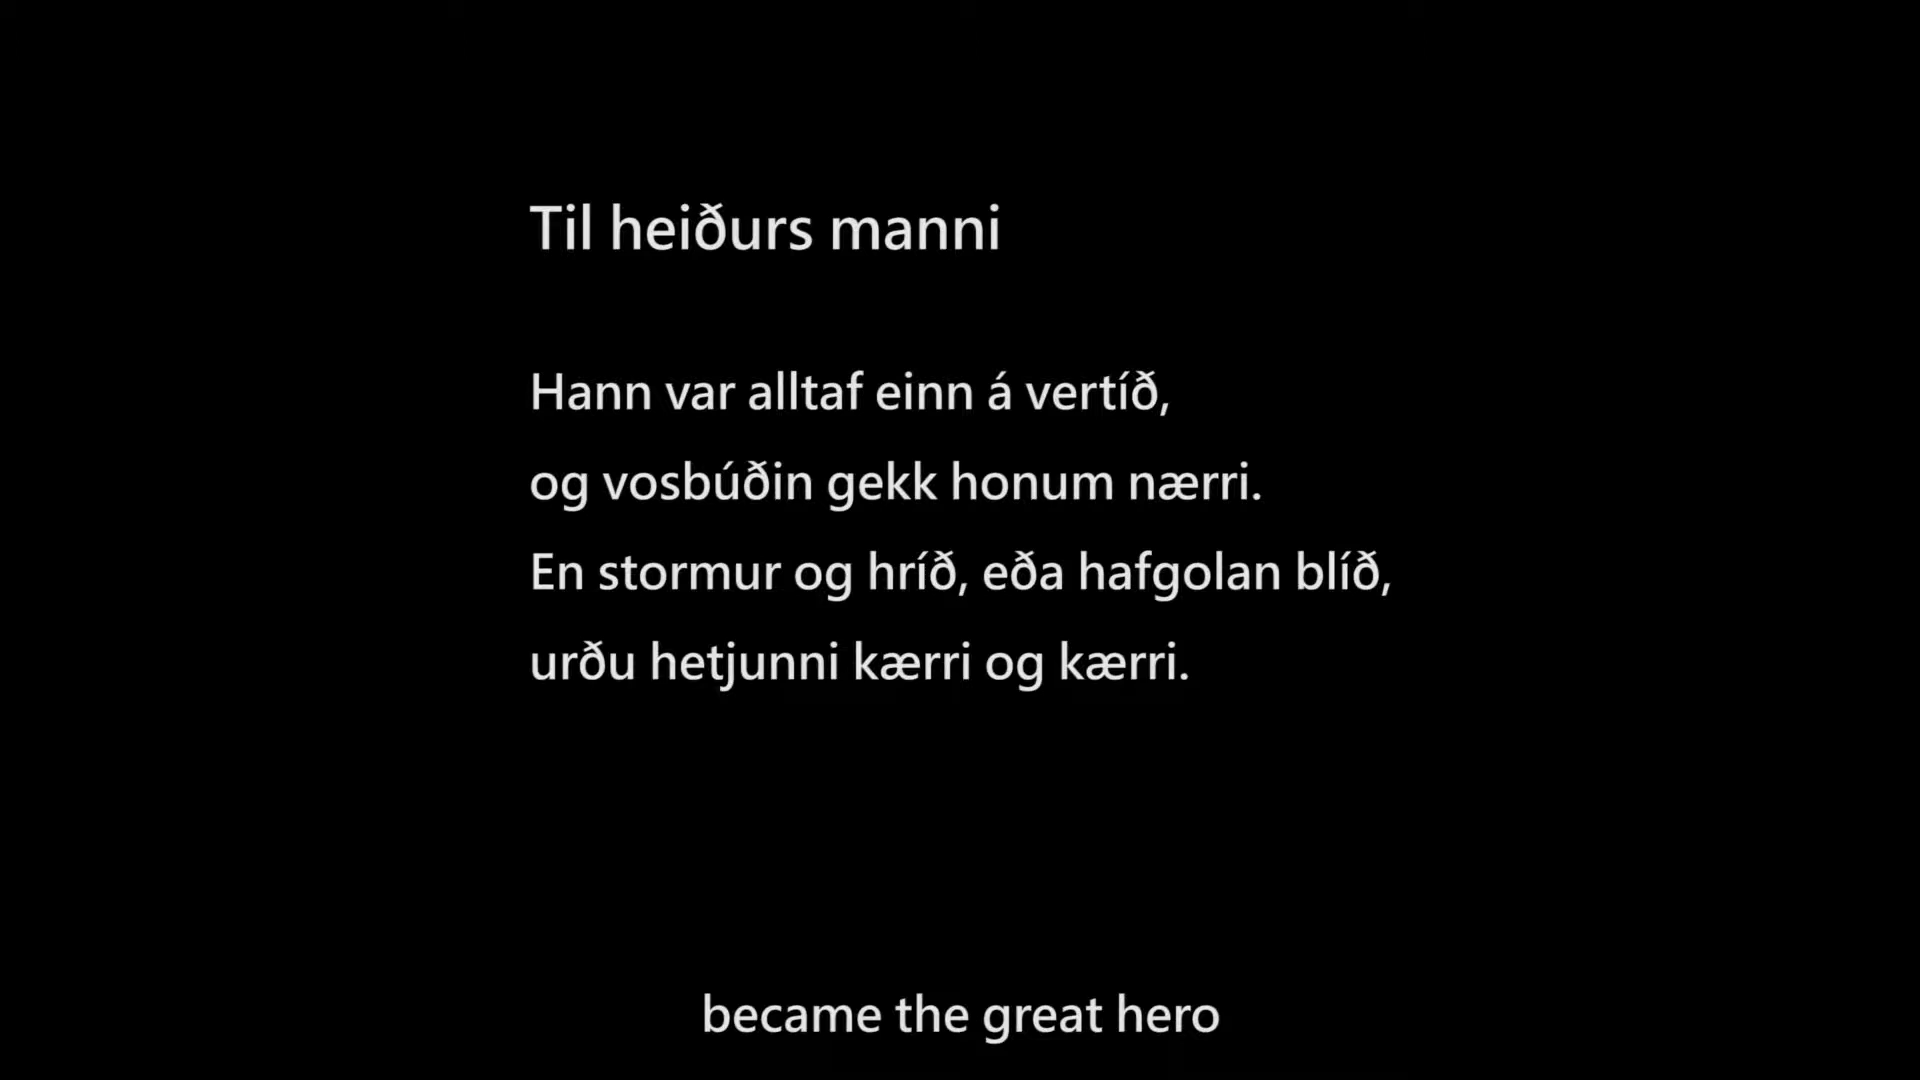 Til heiðurs manni
Hann var alltaf einn á vertíð,
og vosbúðin gekk honum nærri.
En stormur og hríð, eða hafgolan blíð,
urðu hetjunni kærri og kærri.
became the great hero